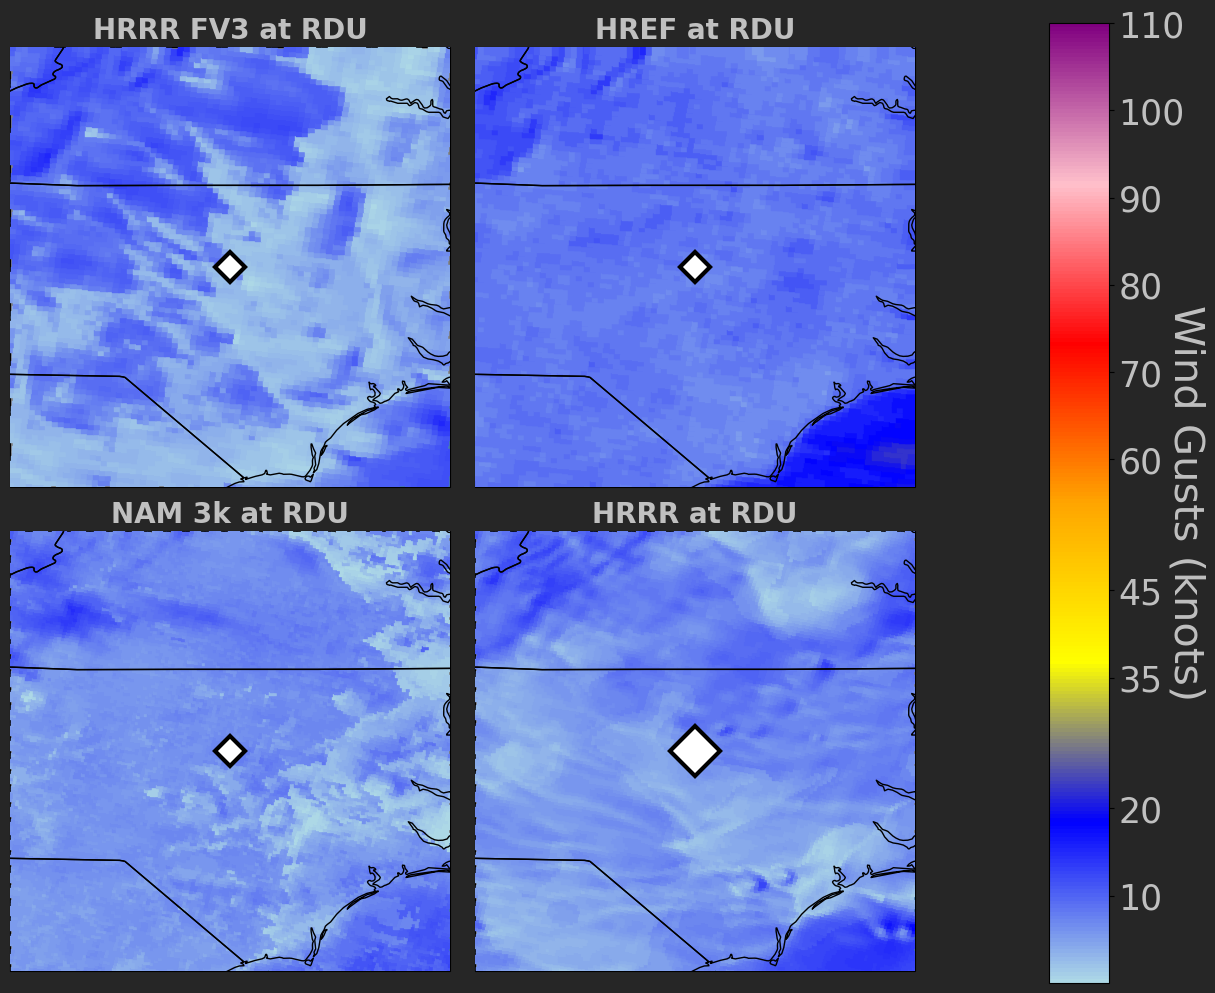 HRRR FV3 at RDU
HREF at RDU
NAM 3k at RDU
HRRR at RDU
110
100
90
80
70
60
45
35
20
10
Wind Gusts (knots)